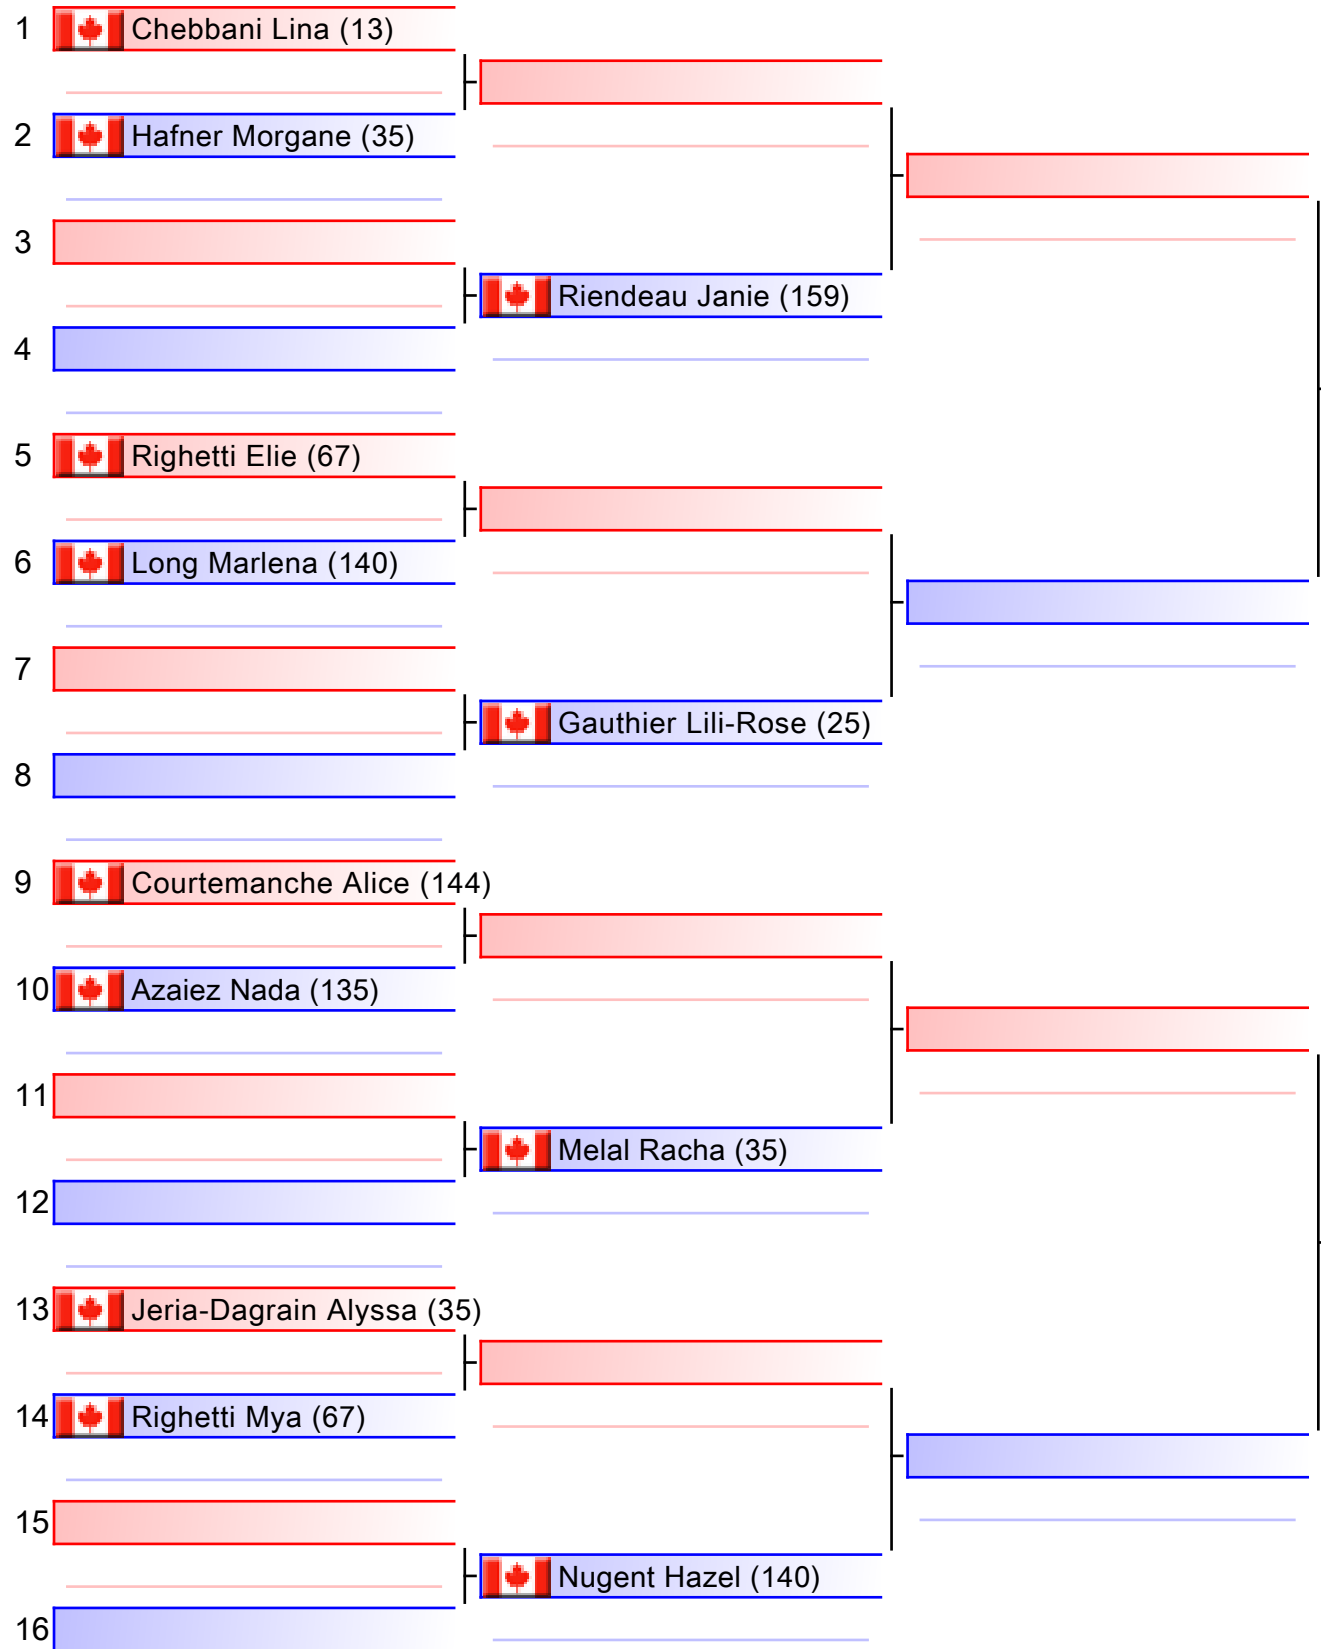 1 Chebbani Lina (13)
2 Hafner Morgane (35)
3
Riendeau Janie (159)
4
5 Righetti Elie (67)
6 Long Marlena (140)
7
Gauthier Lili-Rose (25)
8
9 Courtemanche Alice (144)
10 Azaiez Nada (135)
11
Melal Racha (35)
12
13 Jeria-Dagrain Alyssa (35)
14 Righetti Mya (67)
15
Nugent Hazel (140)
16